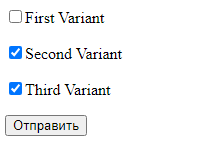 First Variant
Second Variant
Third Variant
Отправить